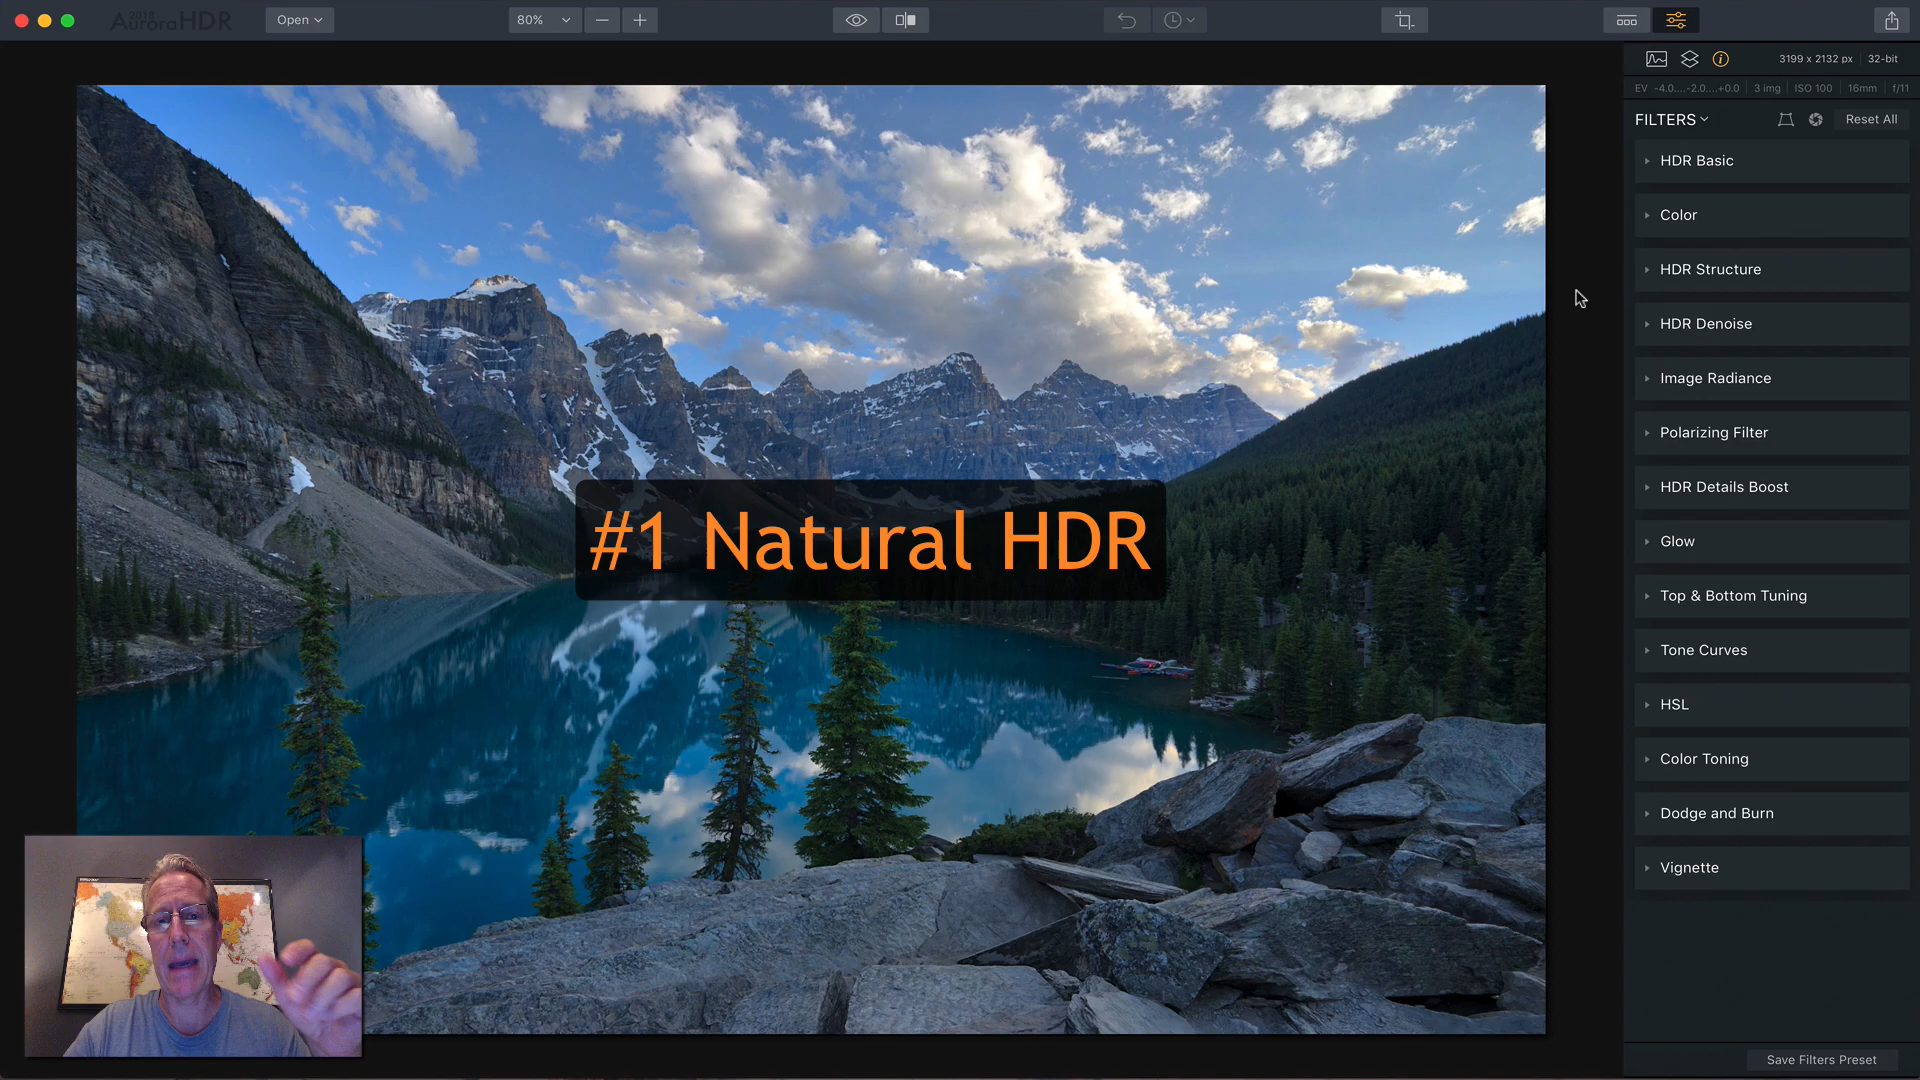 2018
AuroraHDR
Open
80%
3199 x 2132 px
32-bit
EV -4.0....-2.0....+0.0
3 img
ISO 100
16mm
f/11
FILTERS
Reset All
HDR Basic
Color
HDR Structure
HDR Denoise
Image Radiance
Polarizing Filter
HDR Details Boost
Glow
Top & Bottom Tuning
Tone Curves
HSL
Color Toning
Dodge and Burn
Vignette
#1 Natural HDR
Save Filters Preset